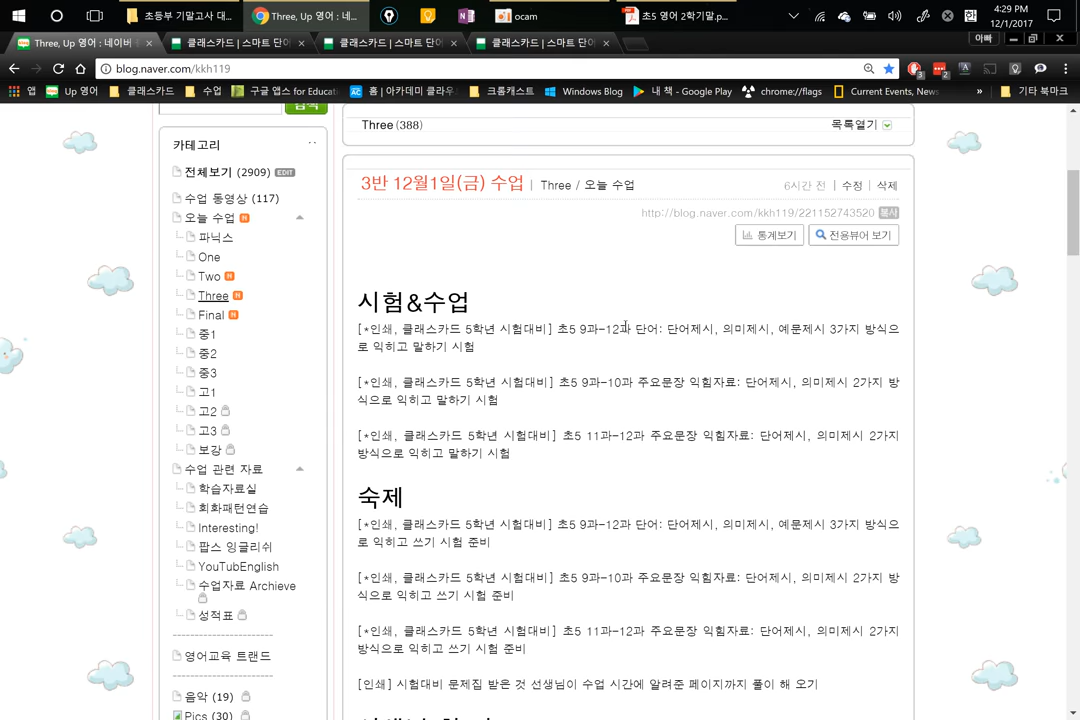 초등부 기말고사 대...
Three, Up 영어 : 네...
ocam
초5 영어 2학기말.p...
한
4:29 PM
12/1/2017
Three, Up 영어 : 네이버
클래스카드 | 스마트 단어
클래스카드 | 스마트 단어
클래스카드 | 스마트 단어
아빠
blog.naver.com/kkh119
앱
Up 영어
클래스카드
수업
구글 앱스 for Educati
홈 | 아카데미 클라우
크롬캐스트
Windows Blog
내 책 - Google Play
chrome://flags
Current Events, News
»
기타 북마크
검색
카테고리
전체보기 (2909) EDIT
수업 동영상 (117)
오늘 수업
파닉스
One
Two
Three
Final
중1
중2
중3
고1
고2
고3
보강
수업 관련 자료
학습자료실
회화패턴연습
Interesting!
팝스 잉글리쉬
YouTubEnglish
수업자료 Archieve
성적표
영어교육 트랜드
음악 (19)
Pics (30)
Three (388)
목록열기
3반 12월1일(금) 수업 | Three / 오늘 수업
6시간 전 | 수정 | 삭제
http://blog.naver.com/kkh119/221152743520 복사
통계보기
전용뷰어 보기
시험&수업
[*인쇄, 클래스카드 5학년 시험대비] 초5 9과-12과 단어: 단어제시, 의미제시, 예문제시 3가지 방식으
로 익히고 말하기 시험
[*인쇄, 클래스카드 5학년 시험대비] 초5 9과-10과 주요문장 익힘자료: 단어제시, 의미제시 2가지 방
식으로 익히고 말하기 시험
[*인쇄, 클래스카드 5학년 시험대비] 초5 11과-12과 주요문장 익힘자료: 단어제시, 의미제시 2가지
방식으로 익히고 말하기 시험
숙제
[*인쇄, 클래스카드 5학년 시험대비] 초5 9과-12과 단어: 단어제시, 의미제시, 예문제시 3가지 방식으
로 익히고 쓰기 시험 준비
[*인쇄, 클래스카드 5학년 시험대비] 초5 9과-10과 주요문장 익힘자료: 단어제시, 의미제시 2가지 방
식으로 익히고 쓰기 시험 준비
[*인쇄, 클래스카드 5학년 시험대비] 초5 11과-12과 주요문장 익힘자료: 단어제시, 의미제시 2가지
방식으로 익히고 쓰기 시험 준비
[인쇄] 시험대비 문제집 받은 것 선생님이 수업 시간에 알려준 페이지까지 풀이 해 오기